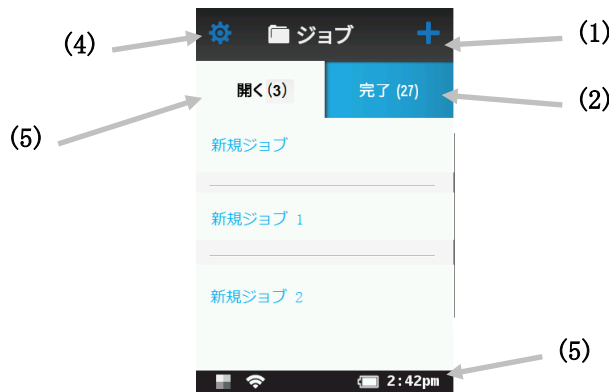 (4)
ジョブ
(1)
開く(3)
完了 (27)
(2)
(5)
新規ジョブ
新規ジョブ 1
新規ジョブ 2
(5)
2:42pm